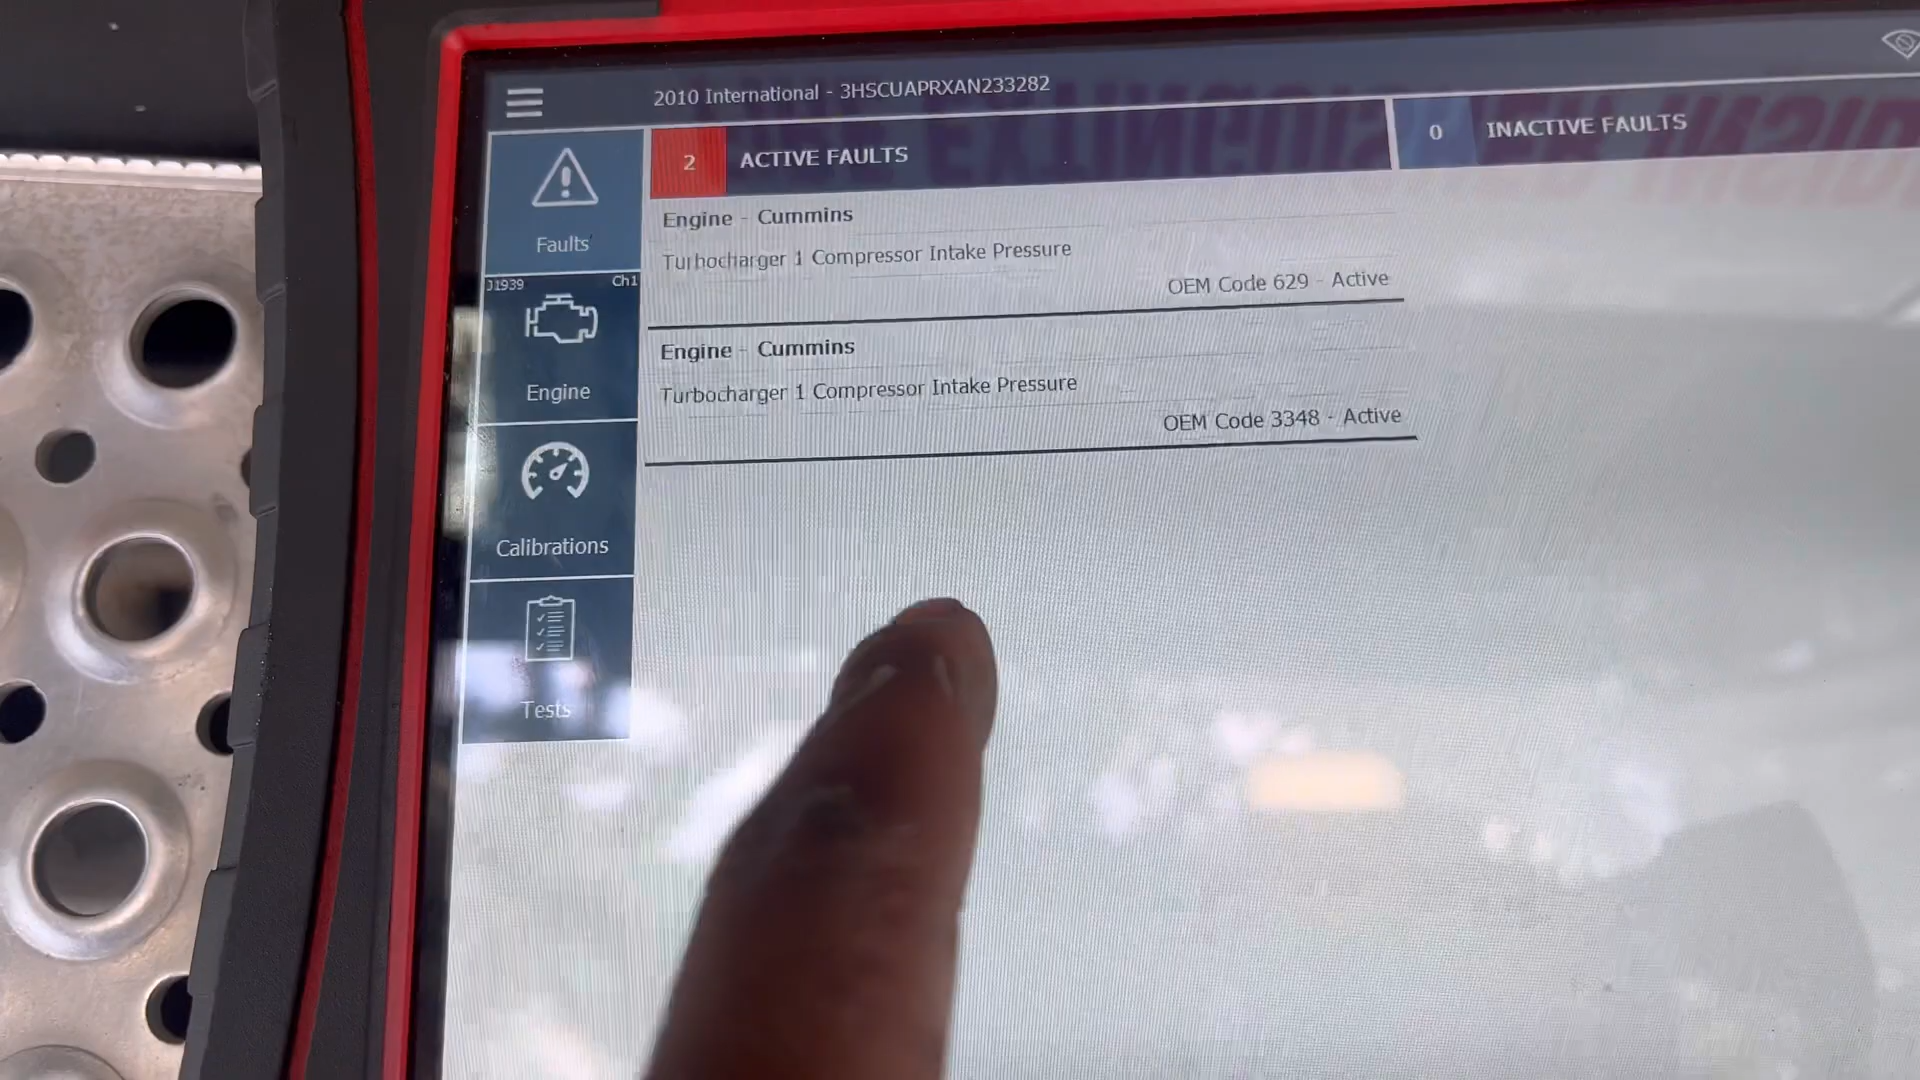 2010 International - 3HSCUAPRXAN233282
2 ACTIVE FAULTS
0 INACTIVE FAULTS
Faults
Engine - Cummins
Turbocharger 1 Compressor Intake Pressure
OEM Code 629 - Active
J1939 Ch1
Engine
Engine - Cummins
Turbocharger 1 Compressor Intake Pressure
OEM Code 3348 - Active
Calibrations
Tests